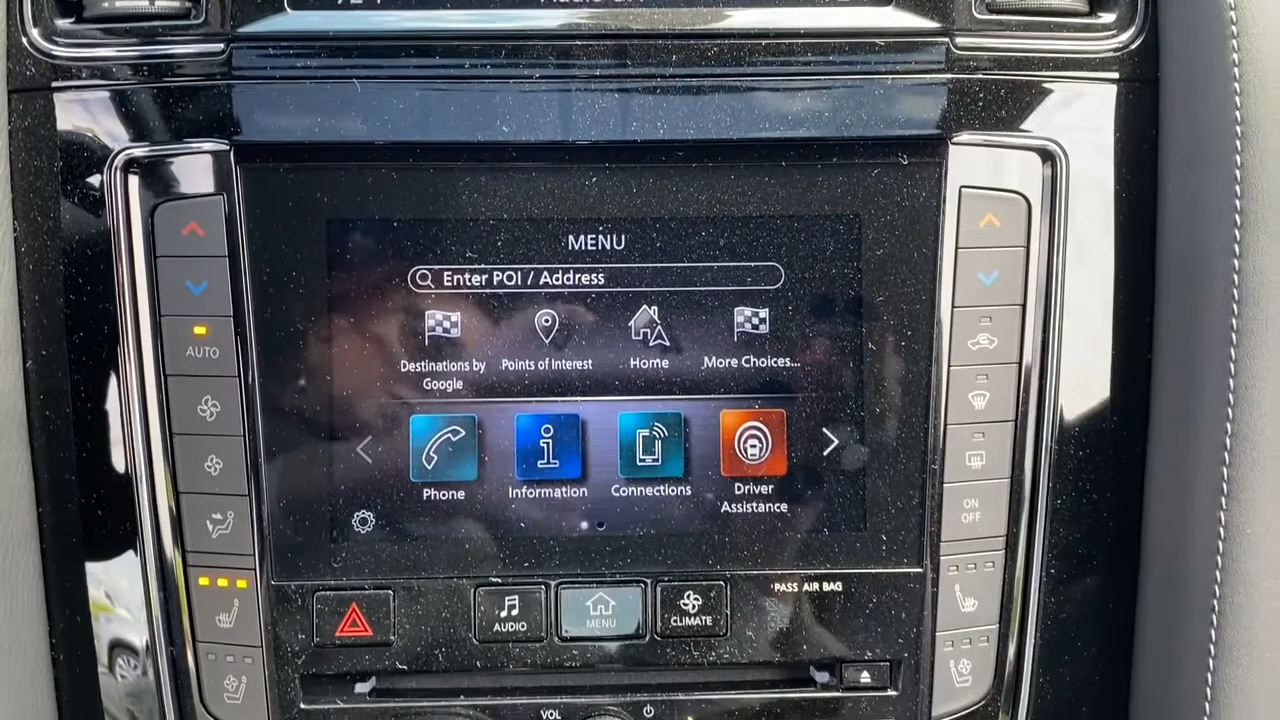 MENU
Enter POI / Address
Destinations by
Google
Points of Interest
Home
More Choices...
AUTO
Phone
Information
Connections
Driver
Assistance
ON
OFF
PASS AIR BAG
AUDIO
MENU
CLIMATE
VOL